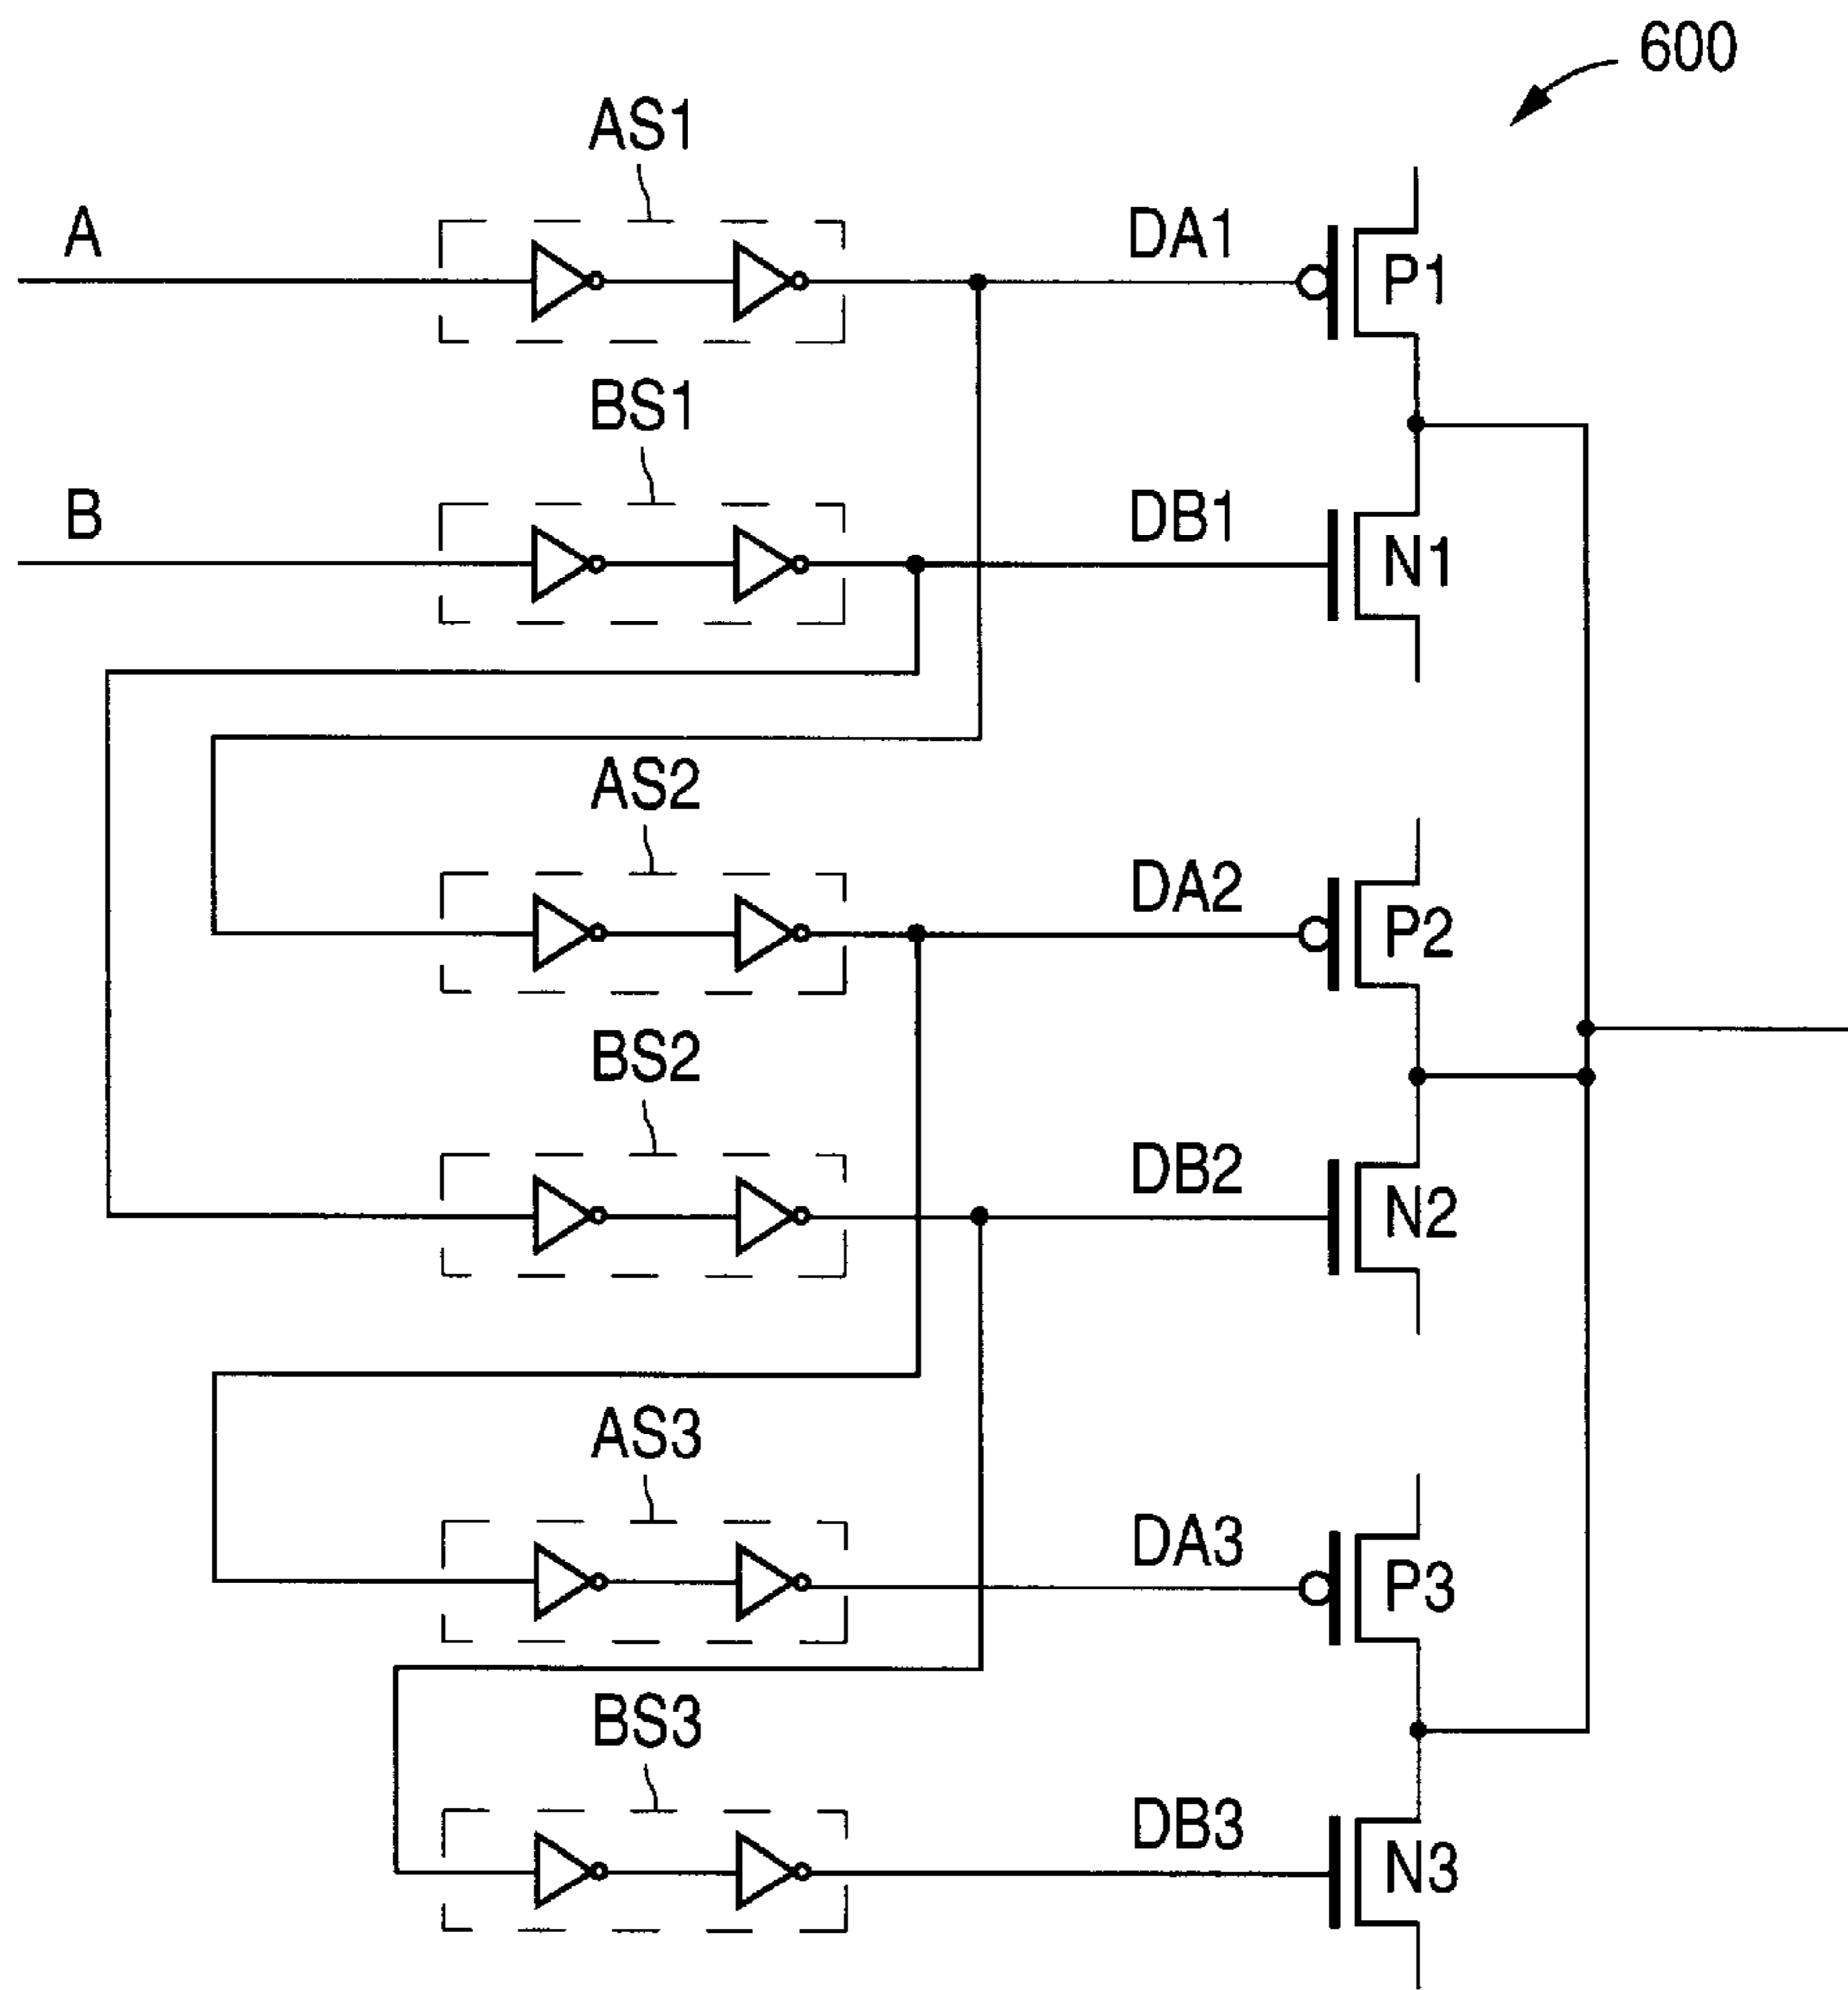 600
AS1
A
DA1
P1
BS1
B
DB1
N1
AS2
DA2
P2
BS2
DB2
N2
AS3
DA3
P3
BS3
DB3
N3